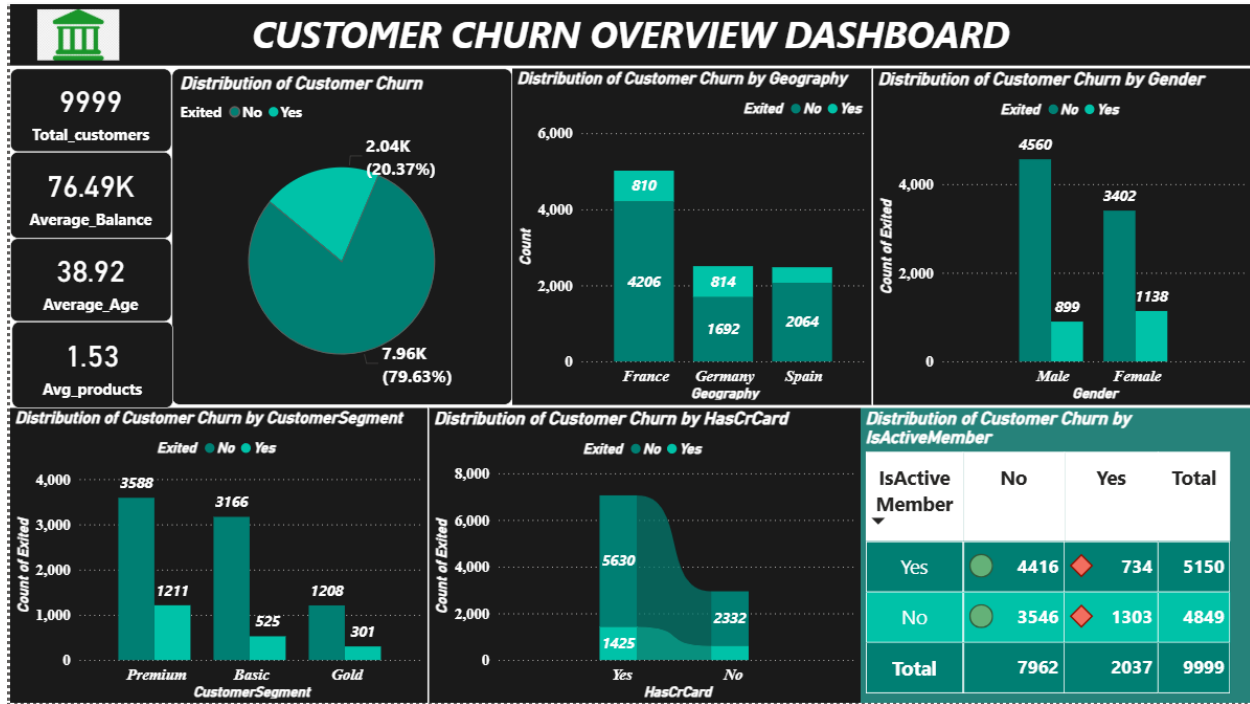 CUSTOMER CHURN OVERVIEW DASHBOARD
9999
Total_customers
76.49K
Average_Balance
38.92
Average_Age
1.53
Avg_products
Distribution of Customer Churn
Exited No Yes
2.04K
(20.37%)
7.96K
(79.63%)
Distribution of Customer Churn by Geography
Exited No Yes
Count
6,000
4,000
2,000
0
810
4206
814
1692
2064
France Germany Spain
Geography
Distribution of Customer Churn by Gender
Exited No Yes
Count of Exited
4,000
2,000
0
4560
899
3402
1138
Male Female
Gender
Distribution of Customer Churn by CustomerSegment
Exited No Yes
Count of Exited
4,000
3,000
2,000
1,000
0
3588
1211
3166
525
1208
301
Premium Basic Gold
CustomerSegment
Distribution of Customer Churn by HasCrCard
Exited No Yes
Count of Exited
8,000
6,000
4,000
2,000
0
5630
1425
2332
Yes No
HasCrCard
Distribution of Customer Churn by
IsActiveMember
IsActive No Yes Total
Member
Yes 4416 734 5150
No 3546 1303 4849
Total 7962 2037 9999